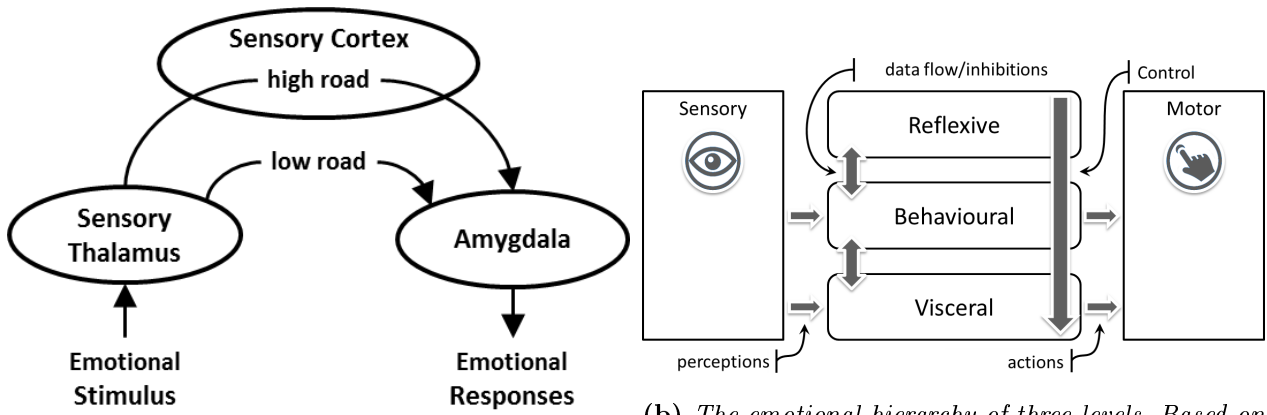 Sensory Cortex
high road
low road
Sensory
Thalamus
Amygdala
Emotional
Stimulus
Emotional
Responses
data flow/inhibitions
Control
Sensory
Reflexive
Motor
Behavioural
Visceral
perceptions
actions
(b) The emotional hierarchy of three levels. Based on